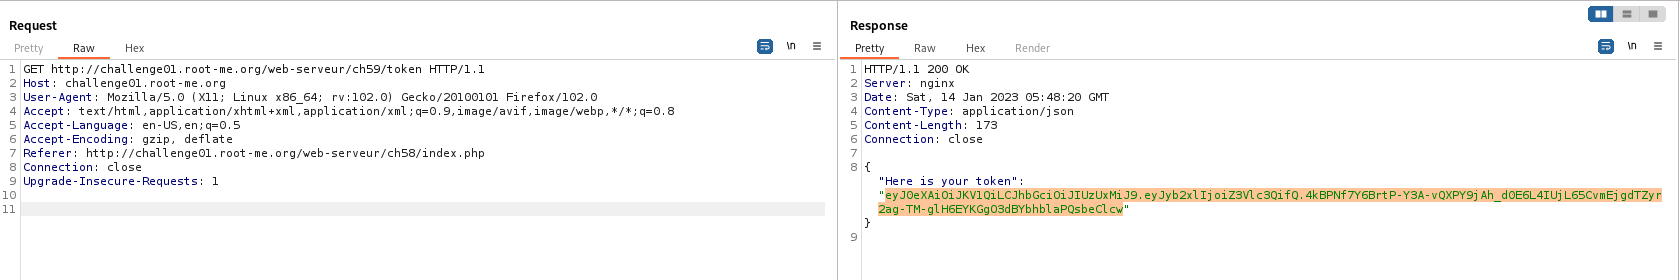 Request
Pretty Raw Hex
\n
1 GET http://challenge01.root-me.org/web-serveur/ch59/token HTTP/1.1
2 Host: challenge01.root-me.org
3 User-Agent: Mozilla/5.0 (X11; Linux x86_64; rv:102.0) Gecko/20100101 Firefox/102.0
4 Accept: text/html,application/xhtml+xml,application/xml;q=0.9,image/avif,image/webp,*/*;q=0.8
5 Accept-Language: en-US,en;q=0.5
6 Accept-Encoding: gzip, deflate
7 Referer: http://challenge01.root-me.org/web-serveur/ch58/index.php
8 Connection: close
9 Upgrade-Insecure-Requests: 1
10
11
Response
Pretty Raw Hex Render
\n
1 HTTP/1.1 200 OK
2 Server: nginx
3 Date: Sat, 14 Jan 2023 05:48:20 GMT
4 Content-Type: application/json
5 Content-Length: 173
6 Connection: close
7
8 {
"Here is your token":
"eyJ0eXAiOiJKV1QiLCJhbGciOiJIUzUxMiJ9.eyJyb2xlIjoiZ3Vlc3QifQ.4kBPNf7Y6BrtP-Y3A-vQXPY9jAh_d0E6L4IUjL65CvmEjgdTZyr
2ag-TM-glH6EYKGgO3dBYbhblaPQsbeClcw"
}
9